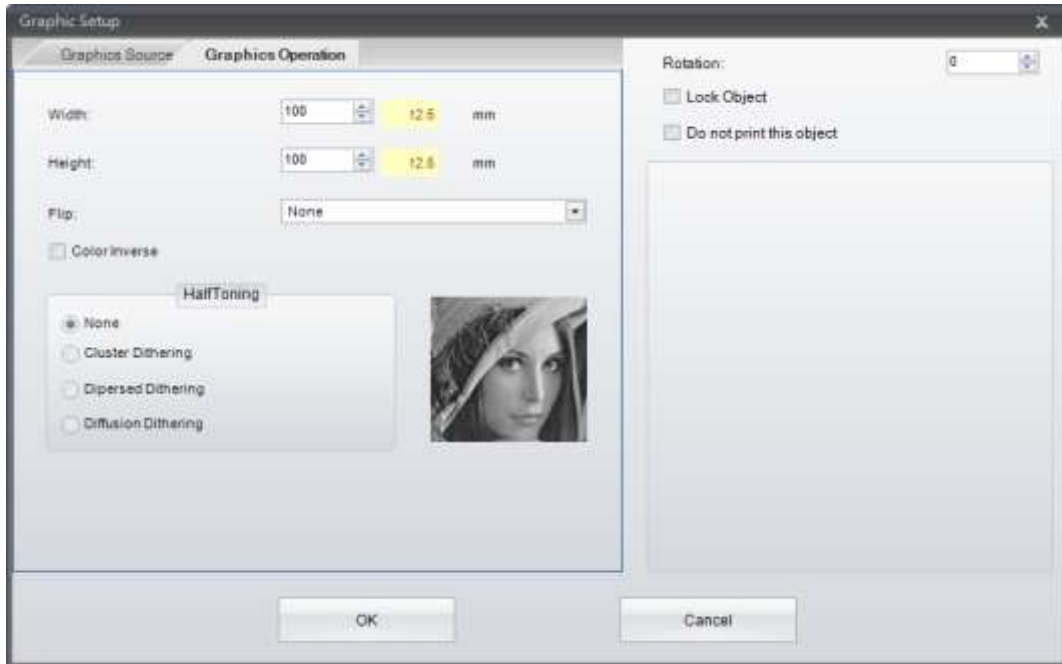 Graphic Setup
X
Graphics Source Graphics Operation
Width: 100 12.5 mm
Height: 100 12.5 mm
Flip: None
Color Inverse
HalfToning
None
Cluster Dithering
Dipersed Dithering
Diffusion Dithering
Rotation: 0
Lock Object
Do not print this object
OK Cancel